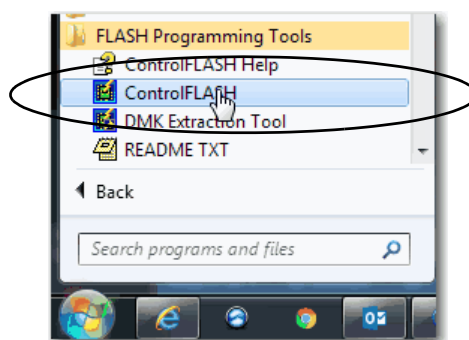 FLASH Programming Tools
ControlFLASH Help
ControlFLASH
DMK Extraction Tool
README TXT
Back
Search programs and files